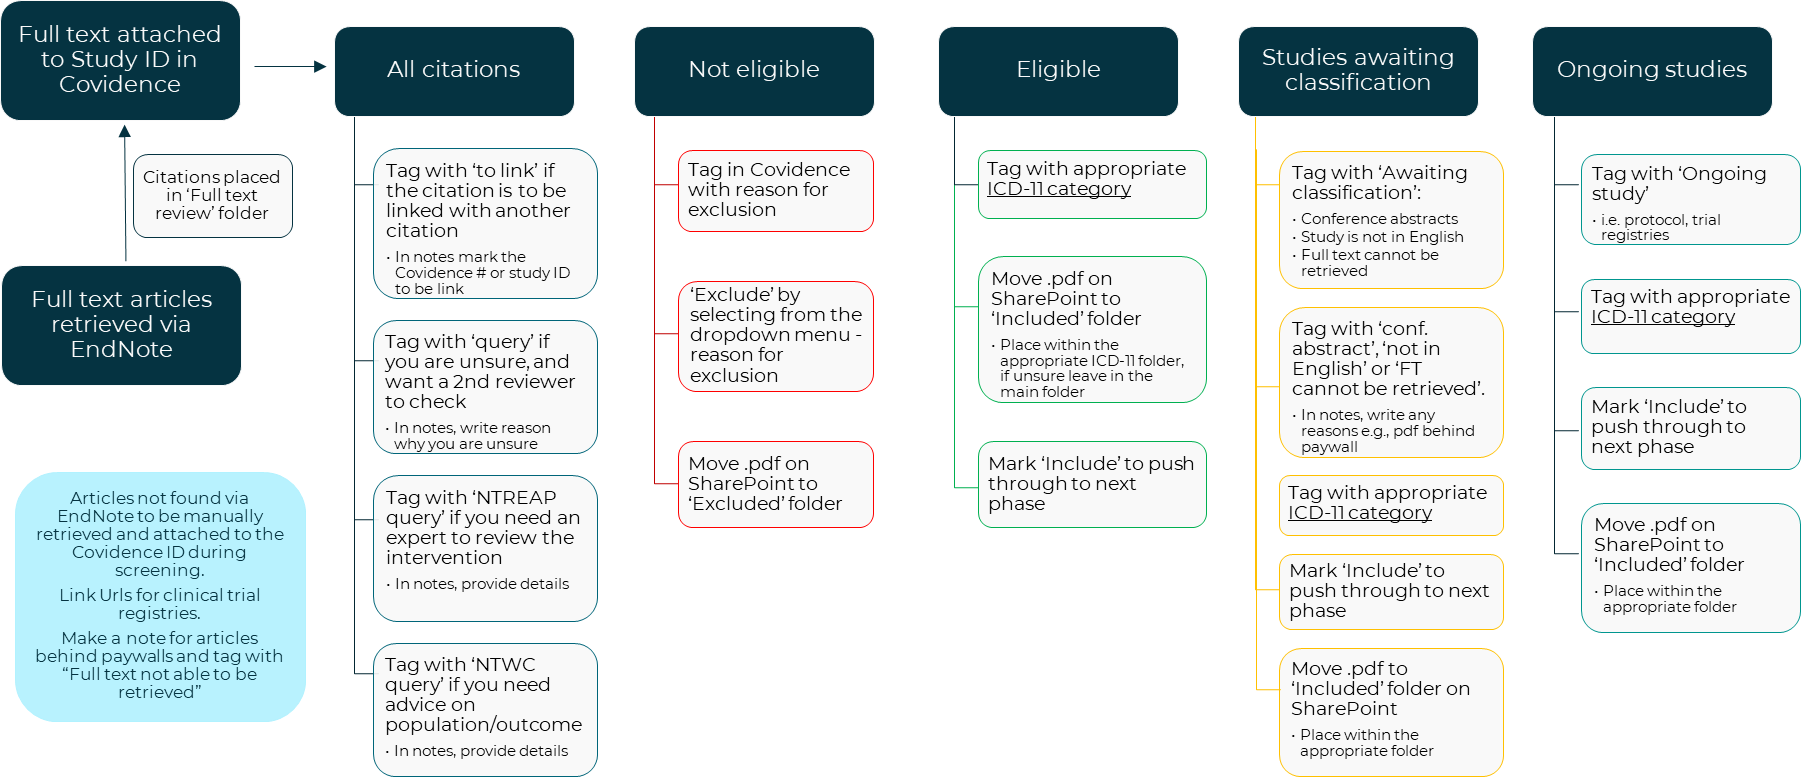 Full text attached
to Study ID in
Covidence
Citations placed
in ‘Full text
review’ folder
Full text articles
retrieved via
EndNote
Articles not found via
EndNote to be manually
retrieved and attached to the
Covidence ID during
screening.
Link Urls for clinical trial
registries.
Make a note for articles
behind paywalls and tag with
“Full text not able to be
retrieved”
All citations
Tag with ‘to link’ if
the citation is to be
linked with another
citation
• In notes mark the
Covidence # or study ID
to be link
Tag with ‘query’ if
you are unsure, and
want a 2nd reviewer
to check
• In notes, write reason
why you are unsure
Tag with ‘NTREAP
query’ if you need an
expert to review the
intervention
• In notes, provide details
Tag with ‘NTWC
query’ if you need
advice on
population/outcome
• In notes, provide details
Not eligible
Tag in Covidence
with reason for
exclusion
‘Exclude’ by
selecting from the
dropdown menu -
reason for
exclusion
Move .pdf on
SharePoint to
‘Excluded’ folder
Eligible
Tag with appropriate
ICD-11 category
Move .pdf on
SharePoint to
‘Included’ folder
• Place within the
appropriate ICD-11 folder,
if unsure leave in the
main folder
Mark ‘Include’ to push
through to next
phase
Studies awaiting
classification
Tag with ‘Awaiting
classification’:
• Conference abstracts
• Study is not in English
• Full text cannot be
retrieved
Tag with ‘conf.
abstract’, ‘not in
English’ or ‘FT
cannot be retrieved’.
• In notes, write any
reasons e.g., pdf behind
paywall
Tag with appropriate
ICD-11 category
Mark ‘Include’ to
push through to next
phase
Move .pdf to
‘Included’ folder on
SharePoint
• Place within the
appropriate folder
Ongoing studies
Tag with ‘Ongoing
study’
• i.e. protocol, trial
registries
Tag with appropriate
ICD-11 category
Mark ‘Include’ to
push through to
next phase
Move .pdf on
SharePoint to
‘Included’ folder
• Place within the
appropriate folder